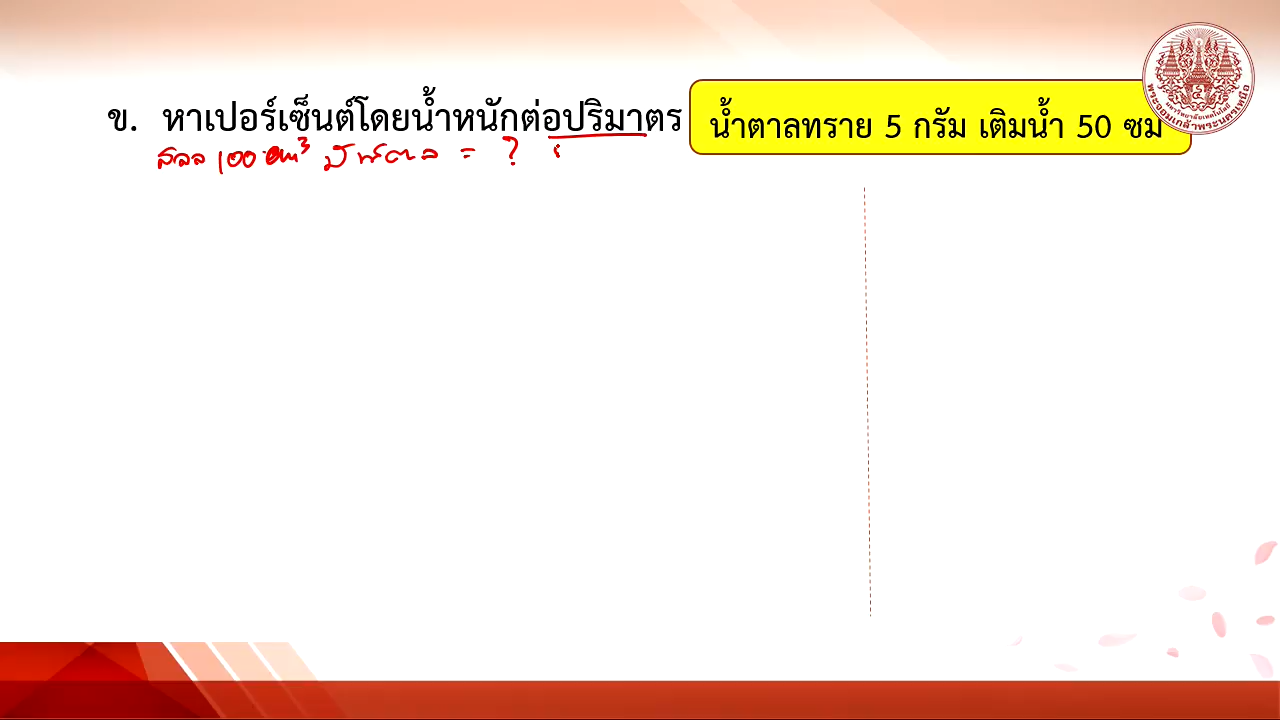 ข. หาเปอร์เซ็นต์โดยน้ำหนักต่อปริมาตร
น้ำตาลทราย 5 กรัม เติมน้ำ 50 ซม
สลล 100 cm³ มี น้ำตาล = ?